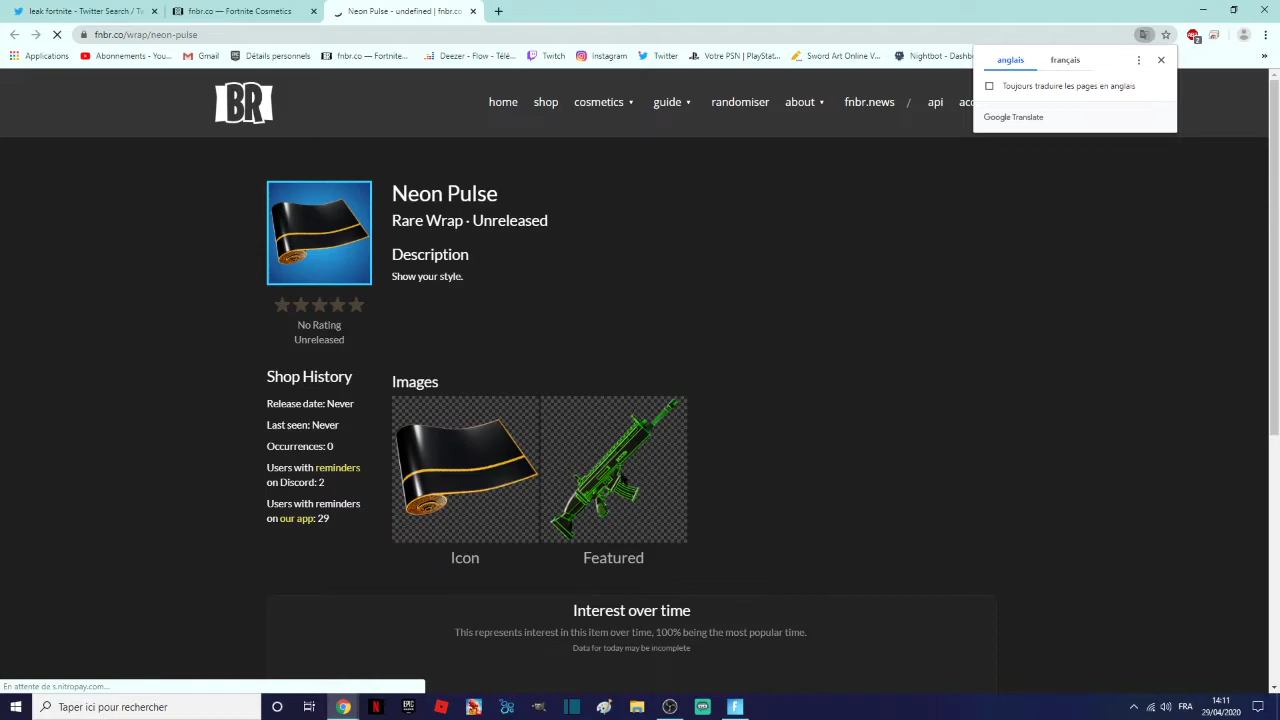 leak fortnite - Twitter Search / Tw
fnbr.co — Fortnite Cosmetics
Neon Pulse - undefined | fnbr.co
fnbr.co/wrap/neon-pulse
Applications
Accueil - YouTube
Gmail
Détails personnels
fnbr.co — Fortnite...
Deezer - Flow - Télé...
Twitch
Instagram
Twitter
Votre PSN | PlayStat...
Sword Art Online V...
Nightbot - Dashb
»
anglais
français
Toujours traduire les pages en anglais
Google Translate
BR
home
shop
cosmetics
guide
randomiser
about
fnbr.news
/
api
acc
Neon Pulse
Rare Wrap · Unreleased
Description
Show your style.
No Rating
Unreleased
Shop History
Release date: Never
Last seen: Never
Occurrences: 0
Users with reminders
on Discord: 2
Users with reminders
on our app: 29
Images
Icon
Featured
Interest over time
This represents interest in this item over time, 100% being the most popular time.
Data for today may be incomplete
En attente de s.nitropay.com...
Taper ici pour rechercher
FRA
14:11
29/04/2020